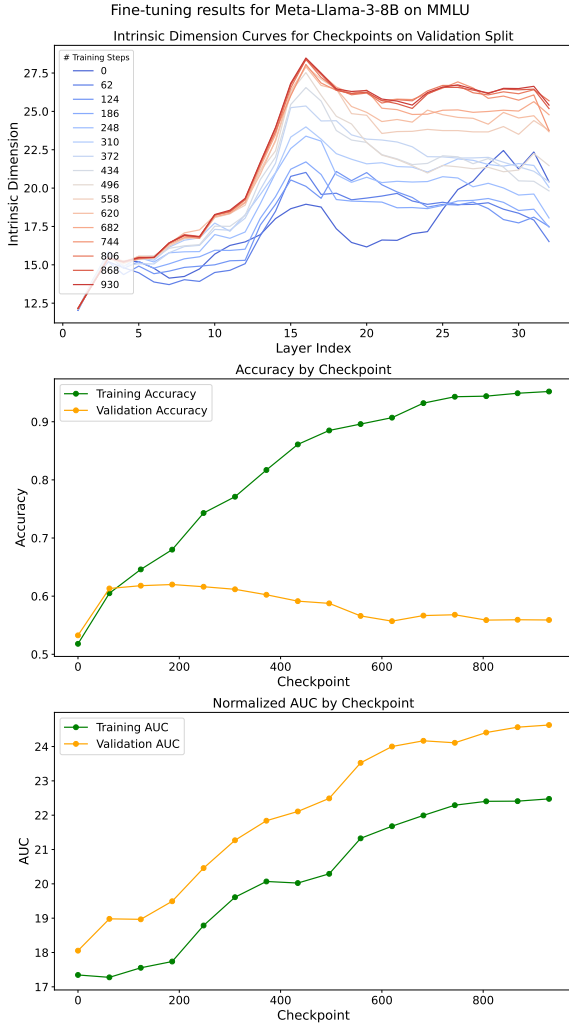 Fine-tuning results for Meta-Llama-3-8B on MMLU
Intrinsic Dimension Curves for Checkpoints on Validation Split
# Training Steps
0
62
124
186
248
310
372
434
496
558
620
682
744
806
868
930
27.5
25.0
22.5
20.0
17.5
15.0
12.5
Intrinsic Dimension
0 5 10 15 20 25 30
Layer Index
Accuracy by Checkpoint
Training Accuracy
Validation Accuracy
0.9
0.8
0.7
0.6
0.5
Accuracy
0 200 400 600 800
Checkpoint
Normalized AUC by Checkpoint
Training AUC
Validation AUC
24
23
22
21
20
19
18
17
AUC
0 200 400 600 800
Checkpoint